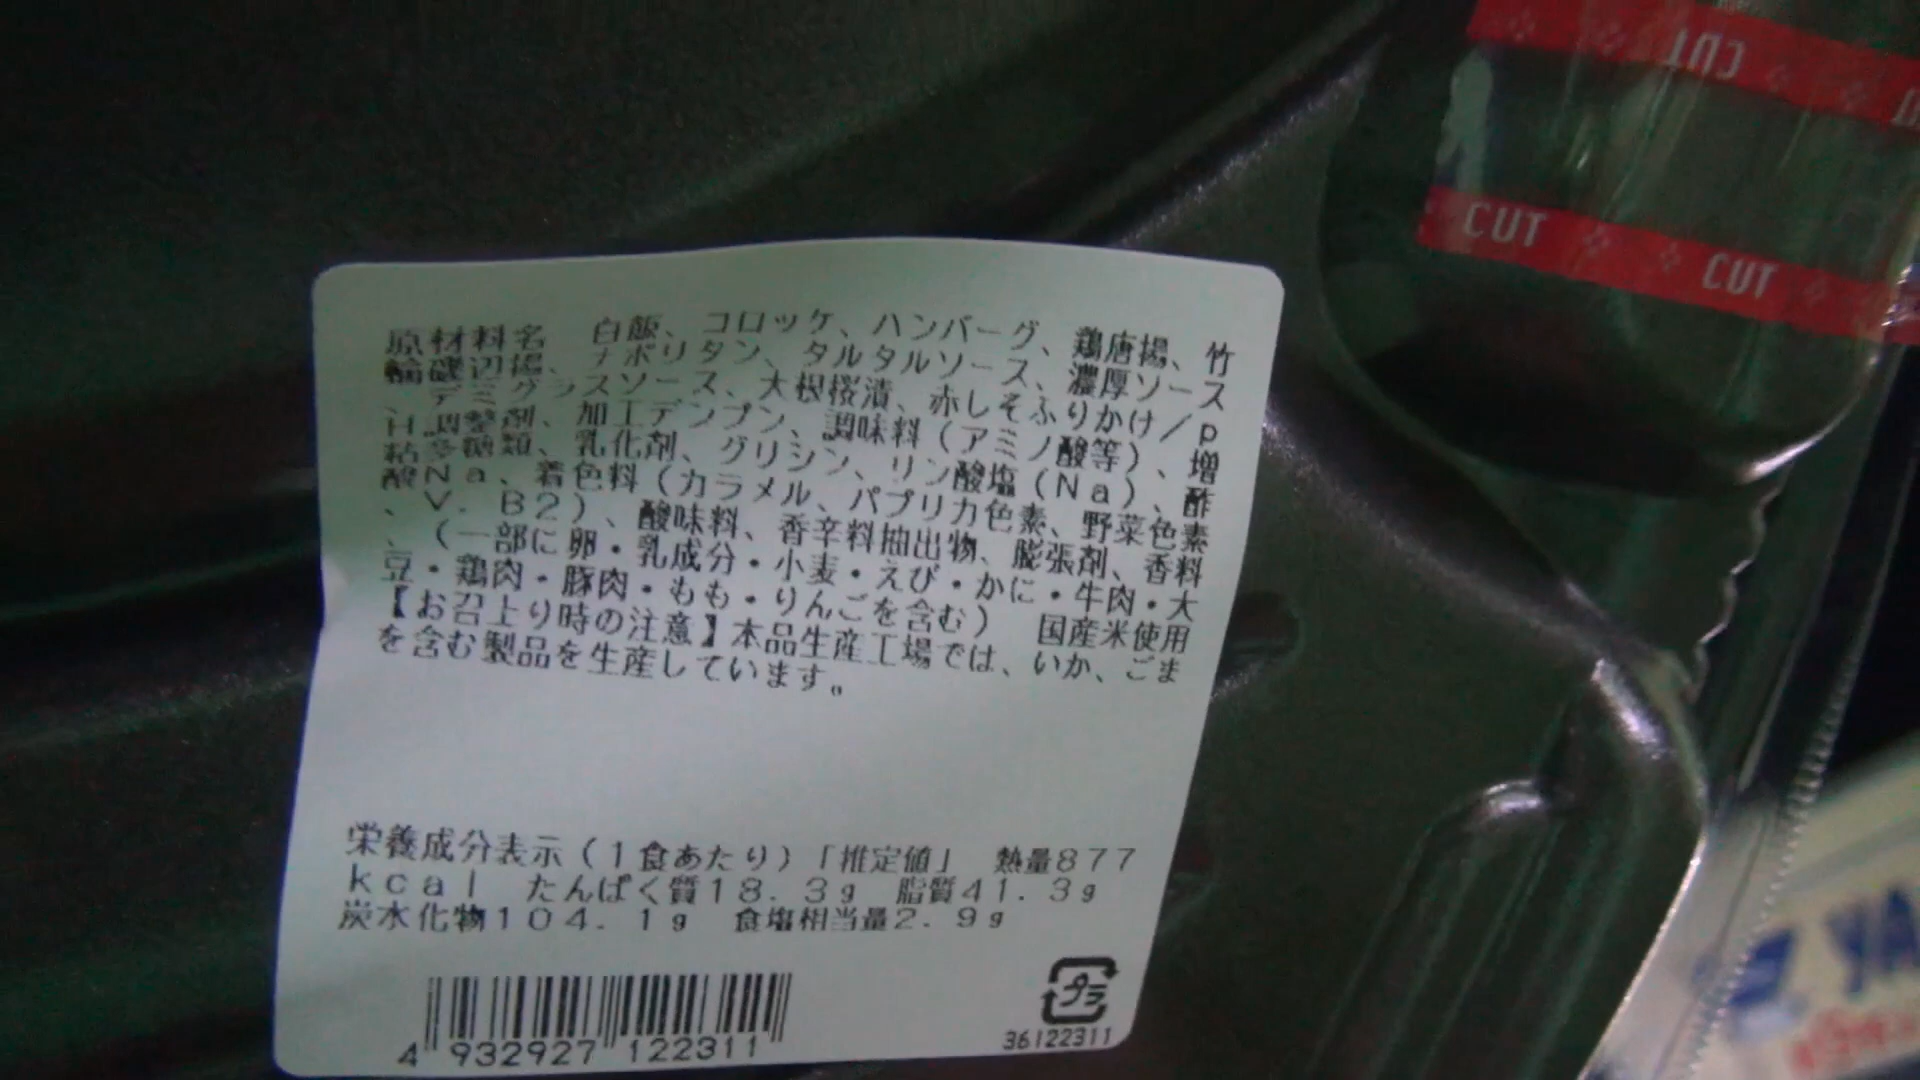 CUT
CUT
CUT
原材料名 白飯、コロッケ、ハンバーグ、鶏唐揚、竹
輪磯辺揚、ナポリタン、タルタルソース、濃厚ソース
、デミグラスソース、大根桜漬、赤しそふりかけ/p
H調整剤、加工デンプン、調味料(アミノ酸等)、増
粘多糖類、乳化剤、グリシン、リン酸塩(Na)、酢
酸Na、着色料(カラメル、パプリカ色素、野菜色素
、V.B2)、酸味料、香辛料抽出物、膨張剤、香料
、(一部に卵・乳成分・小麦・えび・かに・牛肉・大
豆・鶏肉・豚肉・もも・りんごを含む) 国産米使用
【お召上り時の注意】本品生産工場では、いか、ごま
を含む製品を生産しています。
栄養成分表示(1食あたり)「推定値」 熱量877
kcal たんぱく質18.3g 脂質41.3g
炭水化物104.1g 食塩相当量2.9g
プラ
4 932927 122311
36122311
YA